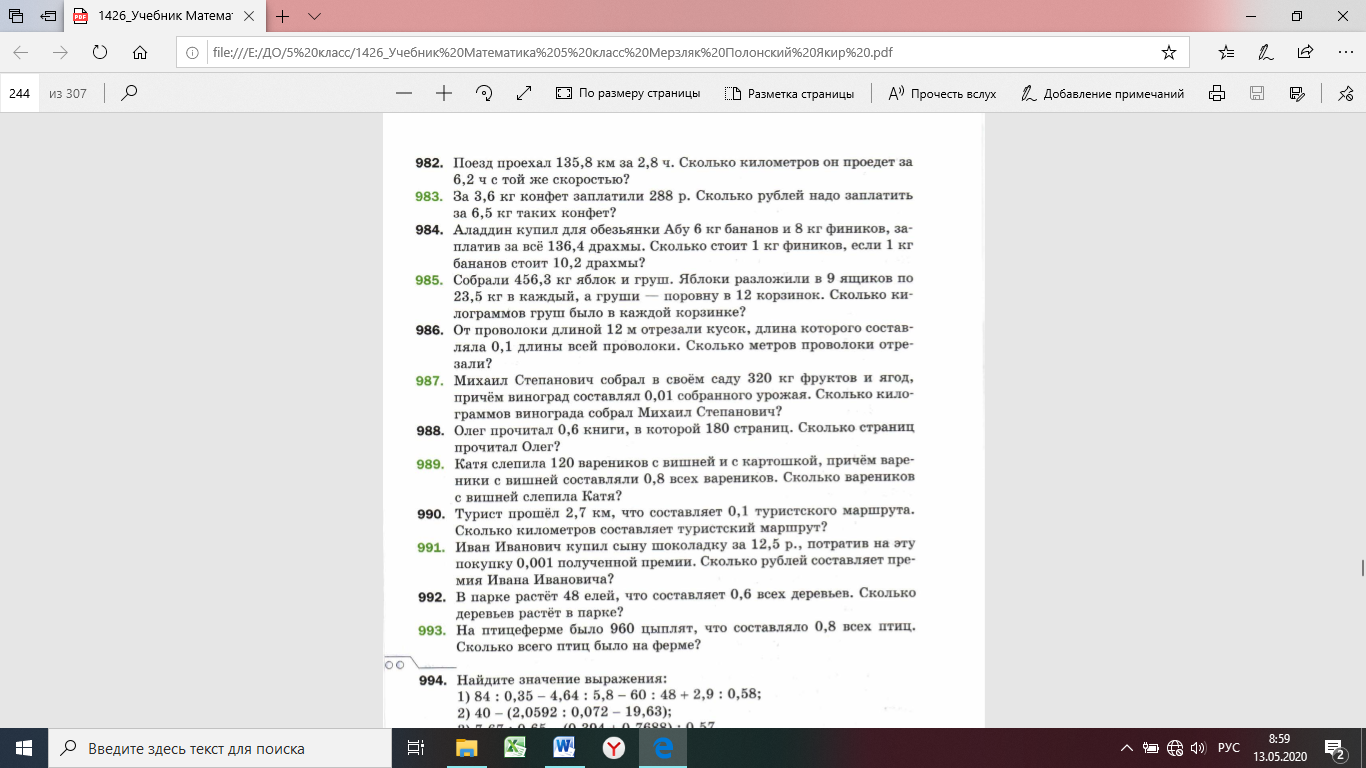 1426_Учебник Матема
file:///E:/ДО/5%20класс/1426_Учебник%20Математика%205%20класс%20Мерзляк%20Полонский%20Якир%20.pdf
244 из 307 По размеру страницы Разметка страницы Прочесть вслух Добавление примечаний
982. Поезд проехал 135,8 км за 2,8 ч. Сколько километров он проедет за
6,2 ч с той же скоростью?
983. За 3,6 кг конфет заплатили 288 р. Сколько рублей надо заплатить
за 6,5 кг таких конфет?
984. Аладдин купил для обезьянки Абу 6 кг бананов и 8 кг фиников, за-
платив за всё 136,4 драхмы. Сколько стоит 1 кг фиников, если 1 кг
бананов стоит 10,2 драхмы?
985. Собрали 456,3 кг яблок и груш. Яблоки разложили в 9 ящиков по
23,5 кг в каждый, а груши — поровну в 12 корзинок. Сколько ки-
лограммов груш было в каждой корзинке?
986. От проволоки длиной 12 м отрезали кусок, длина которого состав-
ляла 0,1 длины всей проволоки. Сколько метров проволоки отре-
зали?
987. Михаил Степанович собрал в своём саду 320 кг фруктов и ягод,
причём виноград составлял 0,01 собранного урожая. Сколько кило-
граммов винограда собрал Михаил Степанович?
988. Олег прочитал 0,6 книги, в которой 180 страниц. Сколько страниц
прочитал Олег?
989. Катя слепила 120 вареников с вишней и с картошкой, причём варе-
ники с вишней составляли 0,8 всех вареников. Сколько вареников
с вишней слепила Катя?
990. Турист прошёл 2,7 км, что составляет 0,1 туристского маршрута.
Сколько километров составляет туристский маршрут?
991. Иван Иванович купил сыну шоколадку за 12,5 р., потратив на эту
покупку 0,001 полученной премии. Сколько рублей составляет пре-
мия Ивана Ивановича?
992. В парке растёт 48 елей, что составляет 0,6 всех деревьев. Сколько
деревьев растёт в парке?
993. На птицеферме было 960 цыплят, что составляло 0,8 всех птиц.
Сколько всего птиц было на ферме?
994. Найдите значение выражения:
1) 84 : 0,35 – 4,64 : 5,8 – 60 : 48 + 2,9 : 0,58;
2) 40 – (2,0592 : 0,072 – 19,63);
Введите здесь текст для поиска
РУС
8:59
13.05.2020
2